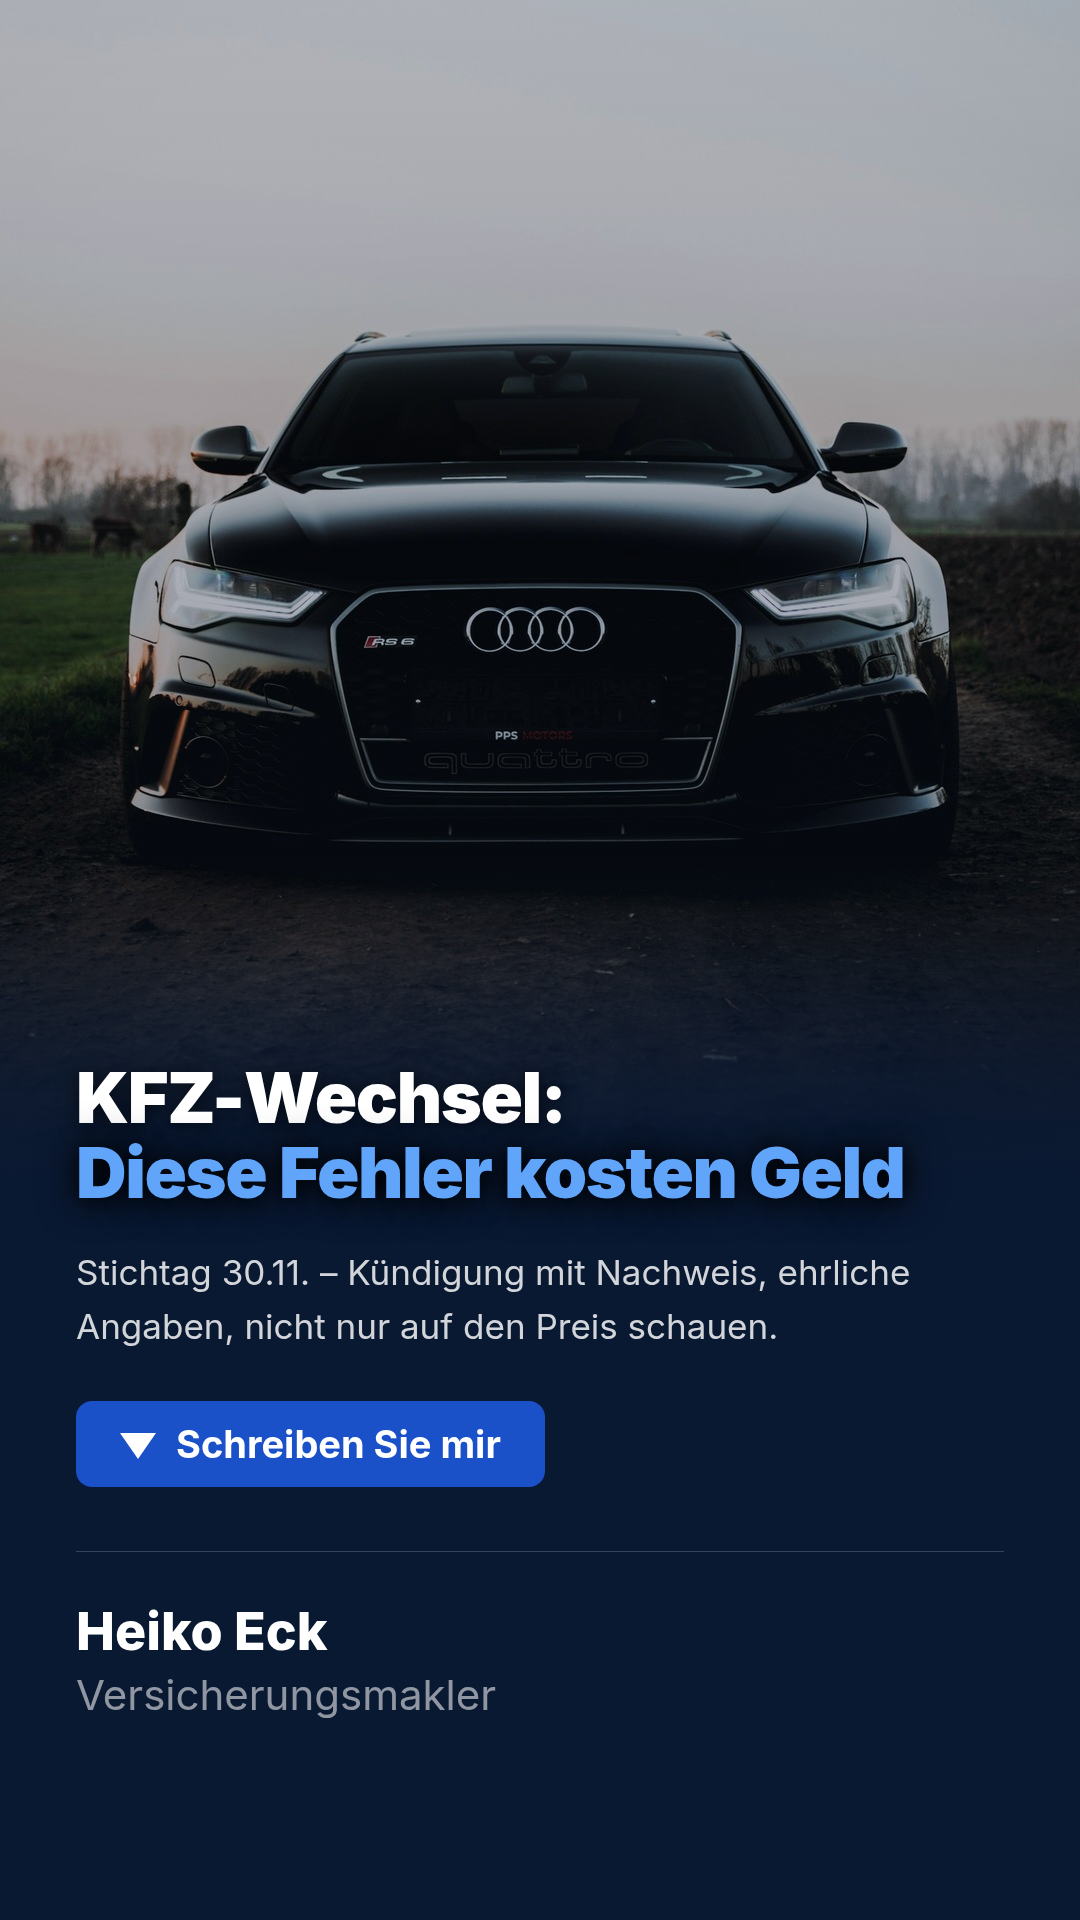 RS 6
PPS MOTORS
quattro
KFZ-Wechsel:
Diese Fehler kosten Geld
Stichtag 30.11. – Kündigung mit Nachweis, ehrliche
Angaben, nicht nur auf den Preis schauen.
Schreiben Sie mir
Heiko Eck
Versicherungsmakler